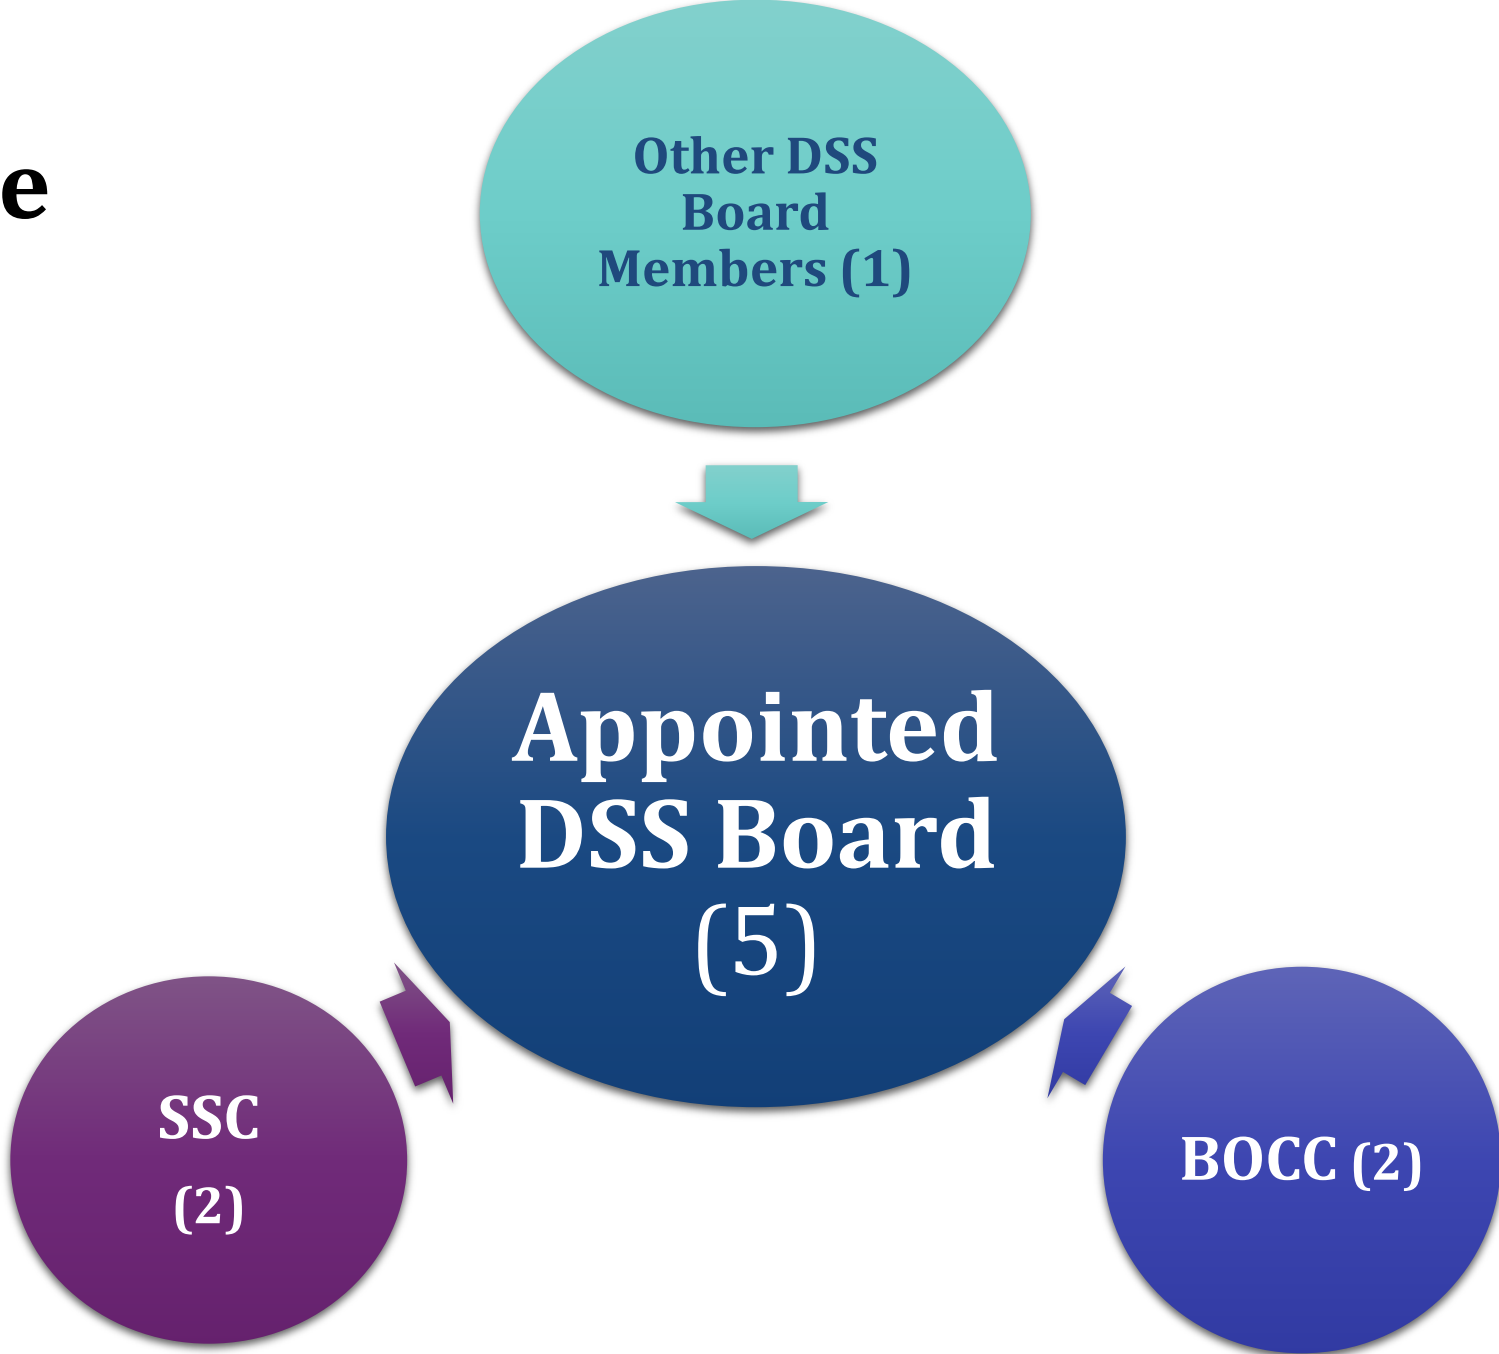 e
Other DSS
Board
Members (1)
Appointed
DSS Board
(5)
SSC
(2)
BOCC (2)